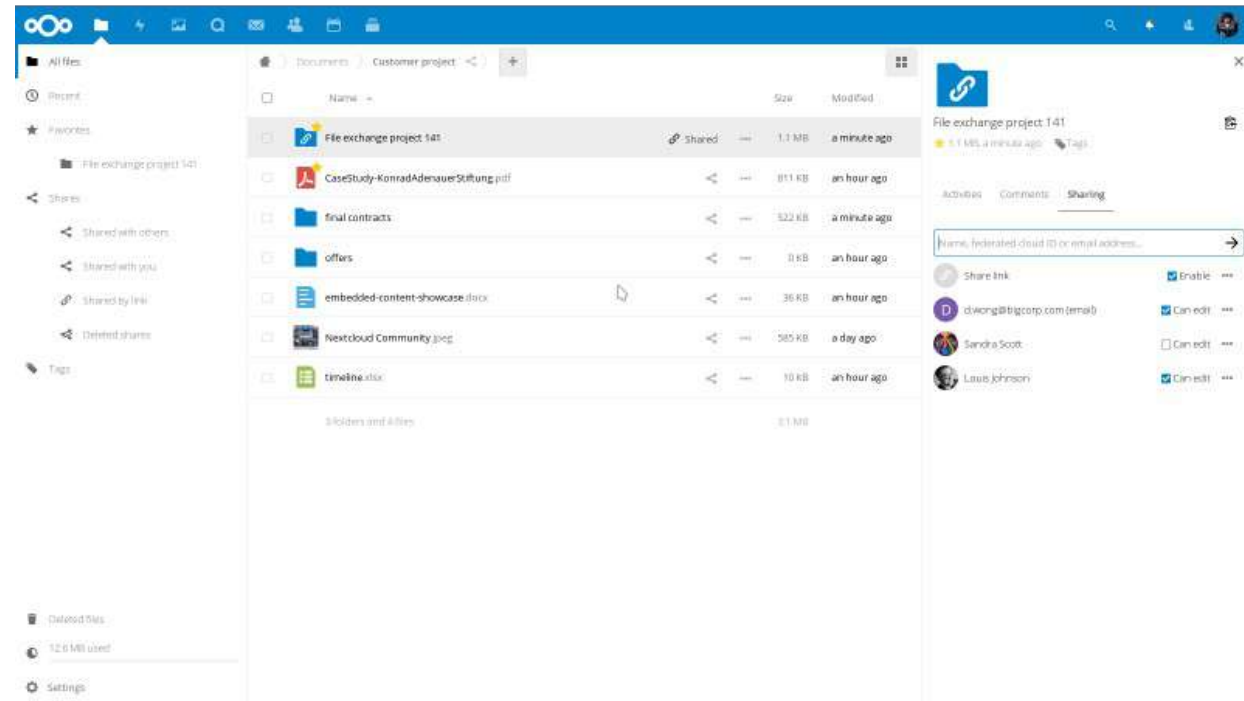 All files
Recent
Favorites
File exchange project 141
Shares
Shared with others
Shared with you
Shared by link
Deleted shares
Tags
Deleted files
12.6 MB used
Settings
Documents Customer project +
Name Size Modified
File exchange project 141 Shared 1.1 MB a minute ago
CaseStudy-KonradAdenauerStiftung.pdf 811 KB an hour ago
final contracts 522 KB a minute ago
offers 0 KB an hour ago
embedded-content-showcase.docx 36 KB an hour ago
Nextcloud Community.jpeg 585 KB a day ago
timeline.xlsx 10 KB an hour ago
3 folders and 4 files 3.1 MB
File exchange project 141
1.1 MB, a minute ago Tags
Activities Comments Sharing
Name, federated cloud ID or email address...
Share link Enable
D d.wong@bigcorp.com (email) Can edit
Sandra Scott Can edit
Louis Johnson Can edit